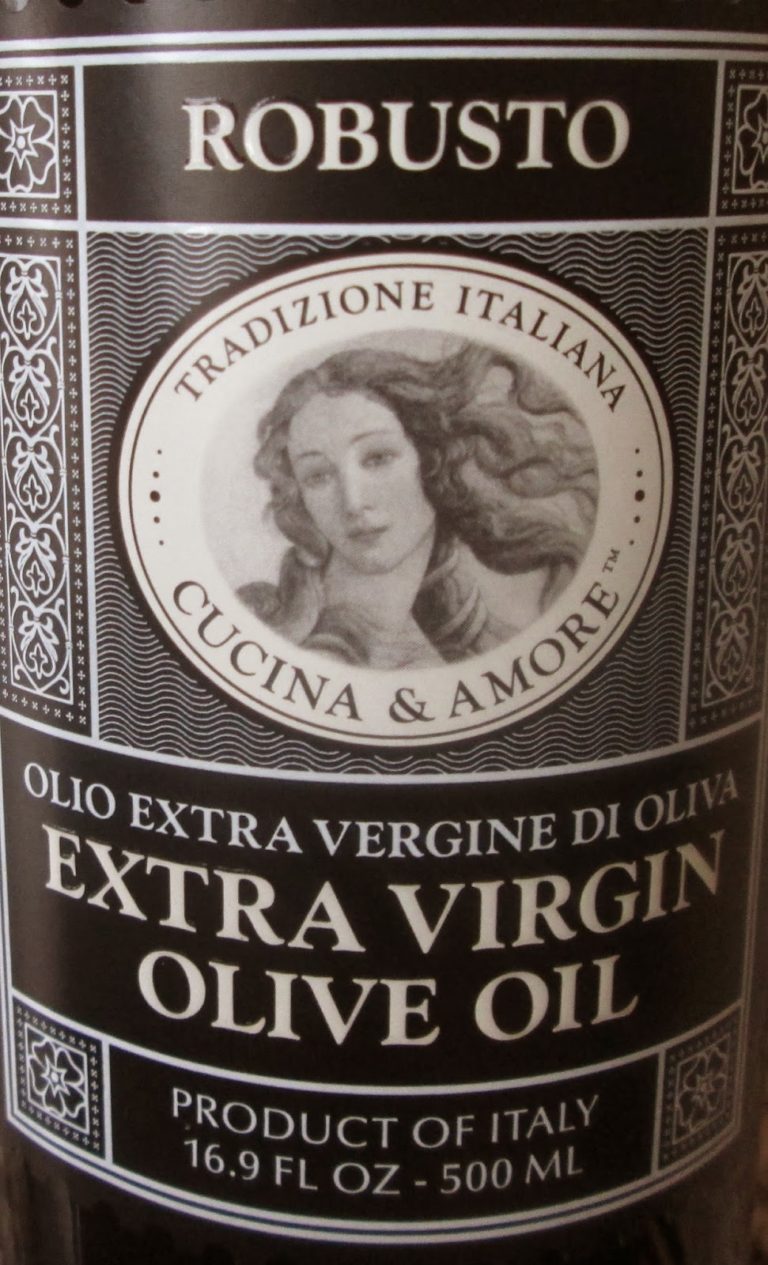 ROBUSTO
TRADIZIONE ITALIANA
CUCINA & AMORE™
OLIO EXTRA VERGINE DI OLIVA
EXTRA VIRGIN
OLIVE OIL
PRODUCT OF ITALY
16.9 FL OZ - 500 ML